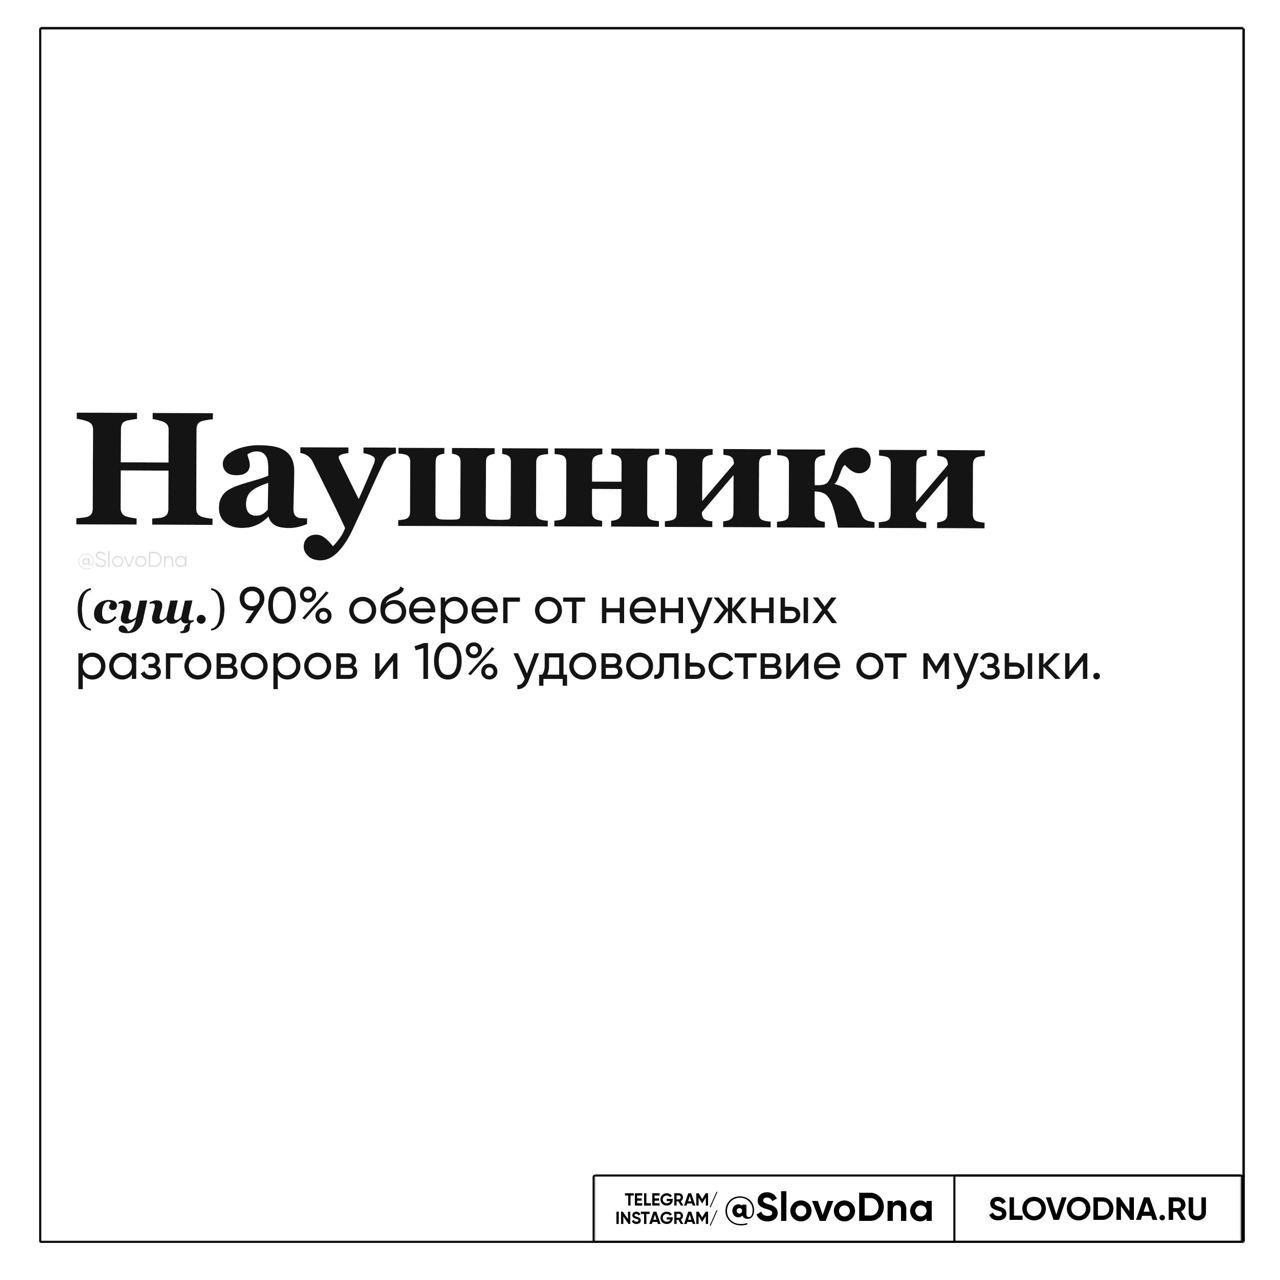 Наушники
@SlovoDna
(сущ.) 90% оберег от ненужных
разговоров и 10% удовольствие от музыки.
TELEGRAM/
INSTAGRAM/
@SlovoDna
SLOVODNA.RU